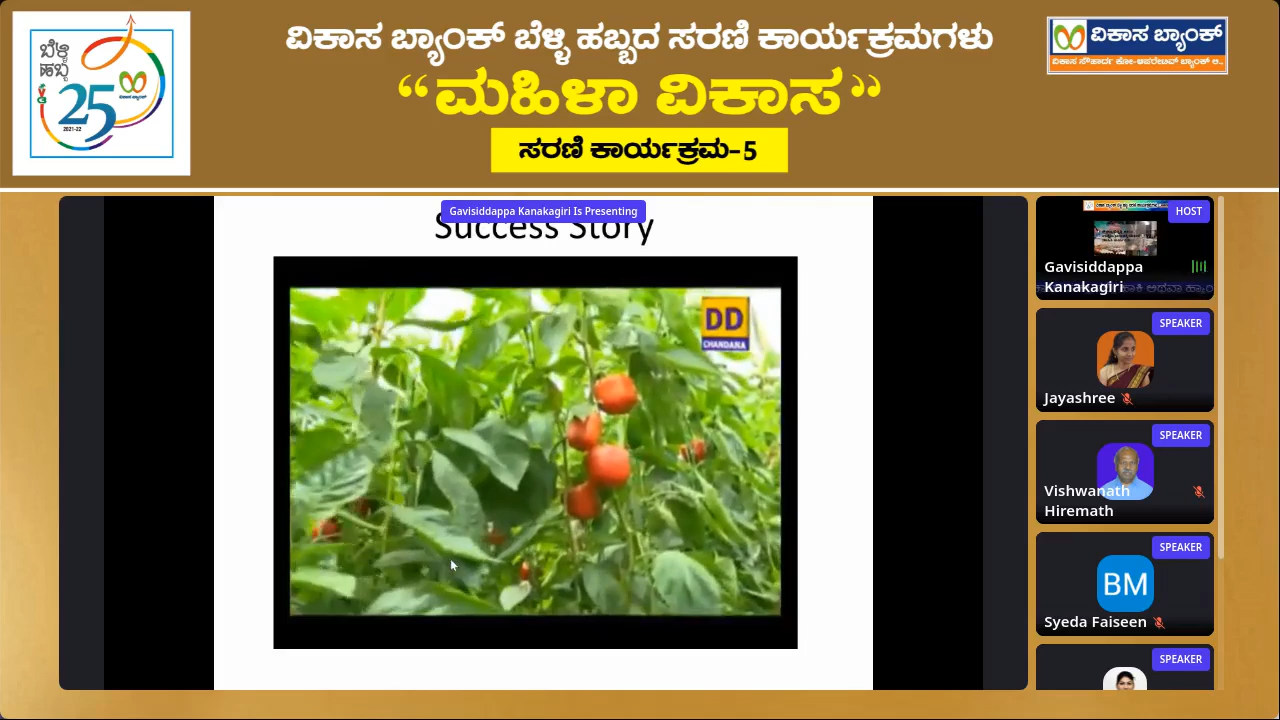 ವಿಕಾಸ ಬ್ಯಾಂಕ್ ಬೆಳ್ಳಿ ಹಬ್ಬದ ಸರಣಿ ಕಾರ್ಯಕ್ರಮಗಳು
“ಮಹಿಳಾ ವಿಕಾಸ”
ಸರಣಿ ಕಾರ್ಯಕ್ರಮ-5
ಬೆಳ್ಳಿ
ಹಬ್ಬ
25
2021-22
ವಿಕಾಸ ಬ್ಯಾಂಕ್
ವಿಕಾಸ ಸೌಹಾರ್ದ ಕೋ-ಆಪರೇಟಿವ್ ಬ್ಯಾಂಕ್ ಲಿ.,
Gavisiddappa Kanakagiri Is Presenting
Success Story
DD
CHANDANA
HOST
Gavisiddappa
Kanakagiri
SPEAKER
Jayashree
SPEAKER
Vishwanath
Hiremath
SPEAKER
BM
Syeda Faiseen
SPEAKER